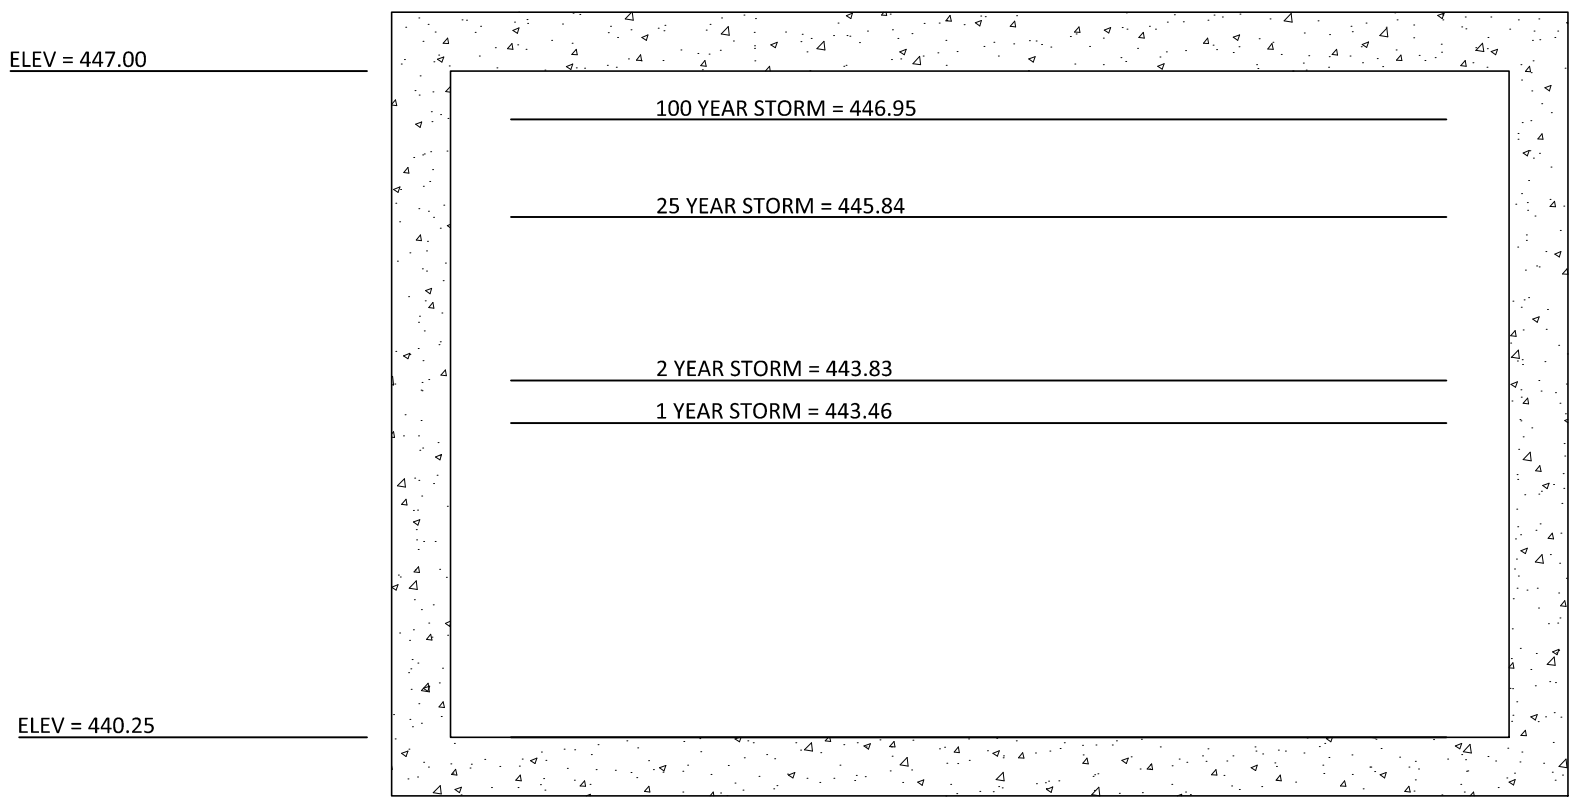 ELEV = 447.00
100 YEAR STORM = 446.95
25 YEAR STORM = 445.84
2 YEAR STORM = 443.83
1 YEAR STORM = 443.46
ELEV = 440.25